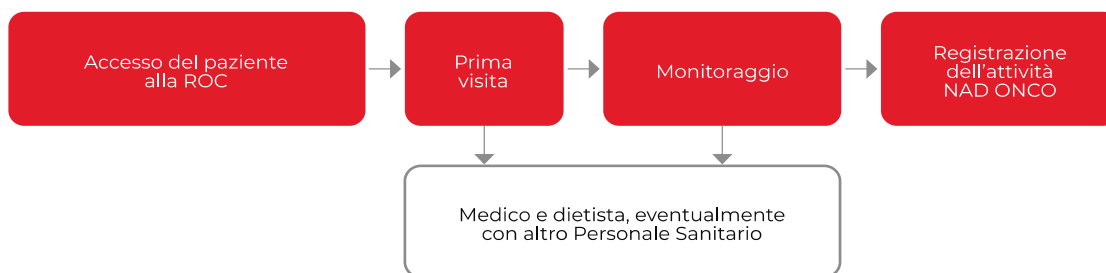 Accesso del paziente
alla ROC
Prima
visita
Monitoraggio
Registrazione
dell'attività
NAD ONCO
Medico e dietista, eventualmente
con altro Personale Sanitario